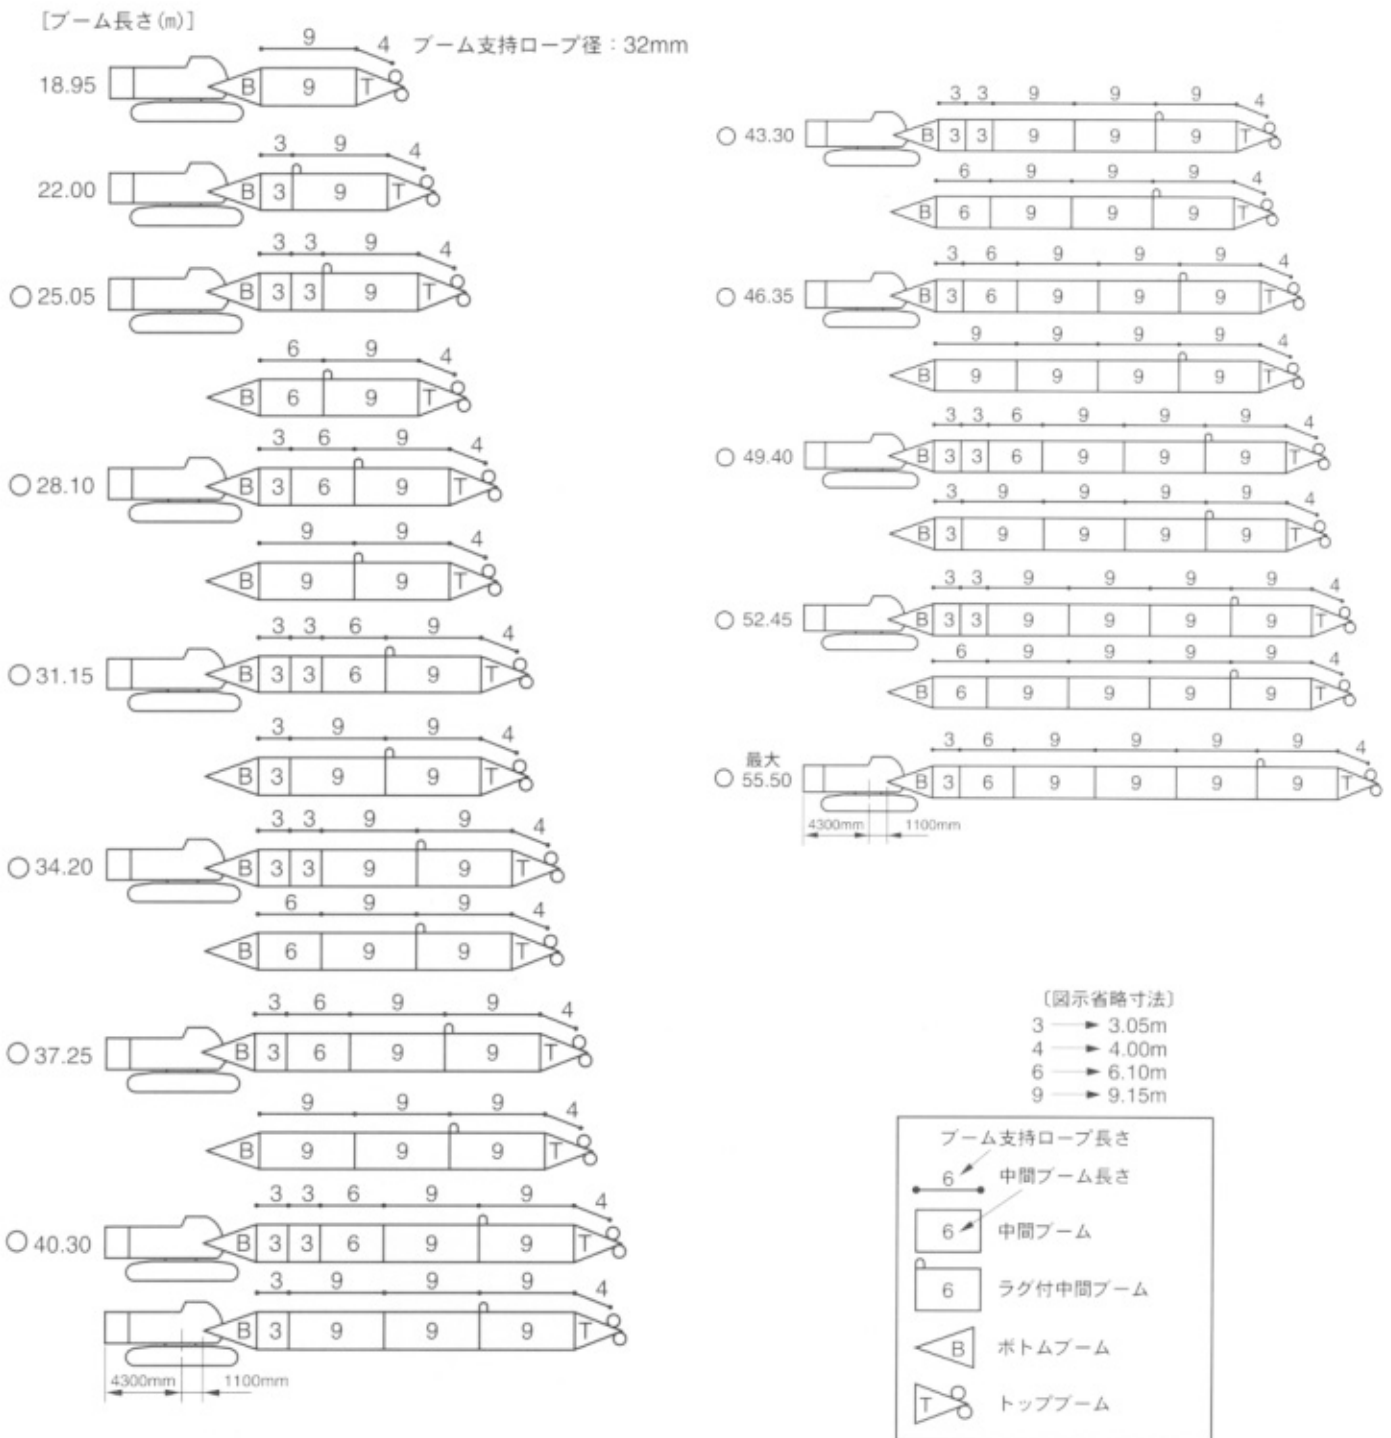 [ブーム長さ(m)]
ブーム支持ロープ径：32mm
9 4
18.95 B 9 T
3 9 4
22.00 B 3 9 T
3 3 9 4
○ 25.05 B 3 3 9 T
6 9 4
B 6 9 T
3 6 9 4
○ 28.10 B 3 6 9 T
9 9 4
B 9 9 T
3 3 6 9 4
○ 31.15 B 3 3 6 9 T
3 9 9 4
B 3 9 9 T
3 3 9 9 4
○ 34.20 B 3 3 9 9 T
6 9 9 4
B 6 9 9 T
3 6 9 9 4
○ 37.25 B 3 6 9 9 T
9 9 9 4
B 9 9 9 T
3 3 6 9 9 4
○ 40.30 B 3 3 6 9 9 T
3 9 9 9 4
B 3 9 9 9 T
4300mm 1100mm
3 3 9 9 9 4
○ 43.30 B 3 3 9 9 9 T
6 9 9 9 4
B 6 9 9 9 T
3 6 9 9 9 4
○ 46.35 B 3 6 9 9 9 T
9 9 9 9 4
B 9 9 9 9 T
3 3 6 9 9 9 4
○ 49.40 B 3 3 6 9 9 9 T
3 9 9 9 9 4
B 3 9 9 9 9 T
3 3 9 9 9 9 4
○ 52.45 B 3 3 9 9 9 9 T
6 9 9 9 9 4
B 6 9 9 9 9 T
3 6 9 9 9 9 4
最大
○ 55.50 B 3 6 9 9 9 9 T
4300mm 1100mm
〔図示省略寸法〕
3 → 3.05m
4 → 4.00m
6 → 6.10m
9 → 9.15m
ブーム支持ロープ長さ
6 中間ブーム長さ
6 中間ブーム
6 ラグ付中間ブーム
B ボトムブーム
T トップブーム